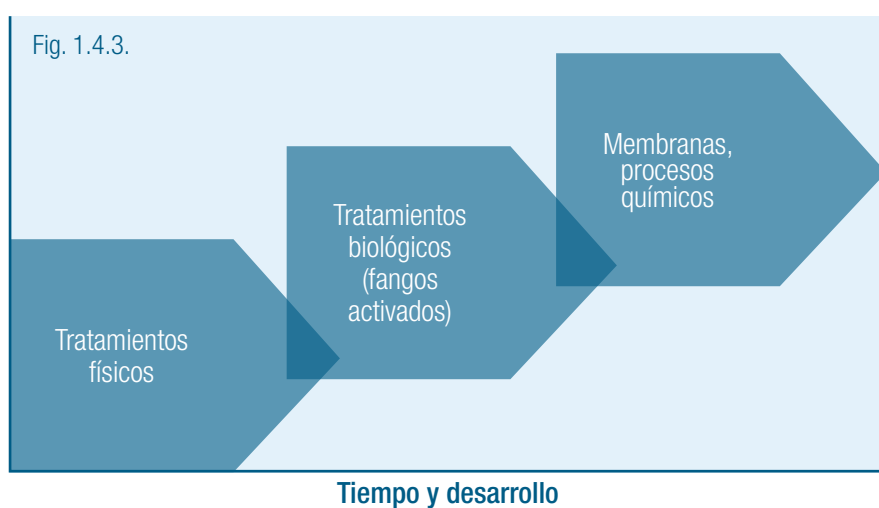 Fig. 1.4.3.
Tratamientos
físicos
Tratamientos
biológicos
(fangos
activados)
Membranas,
procesos
químicos
Tiempo y desarrollo